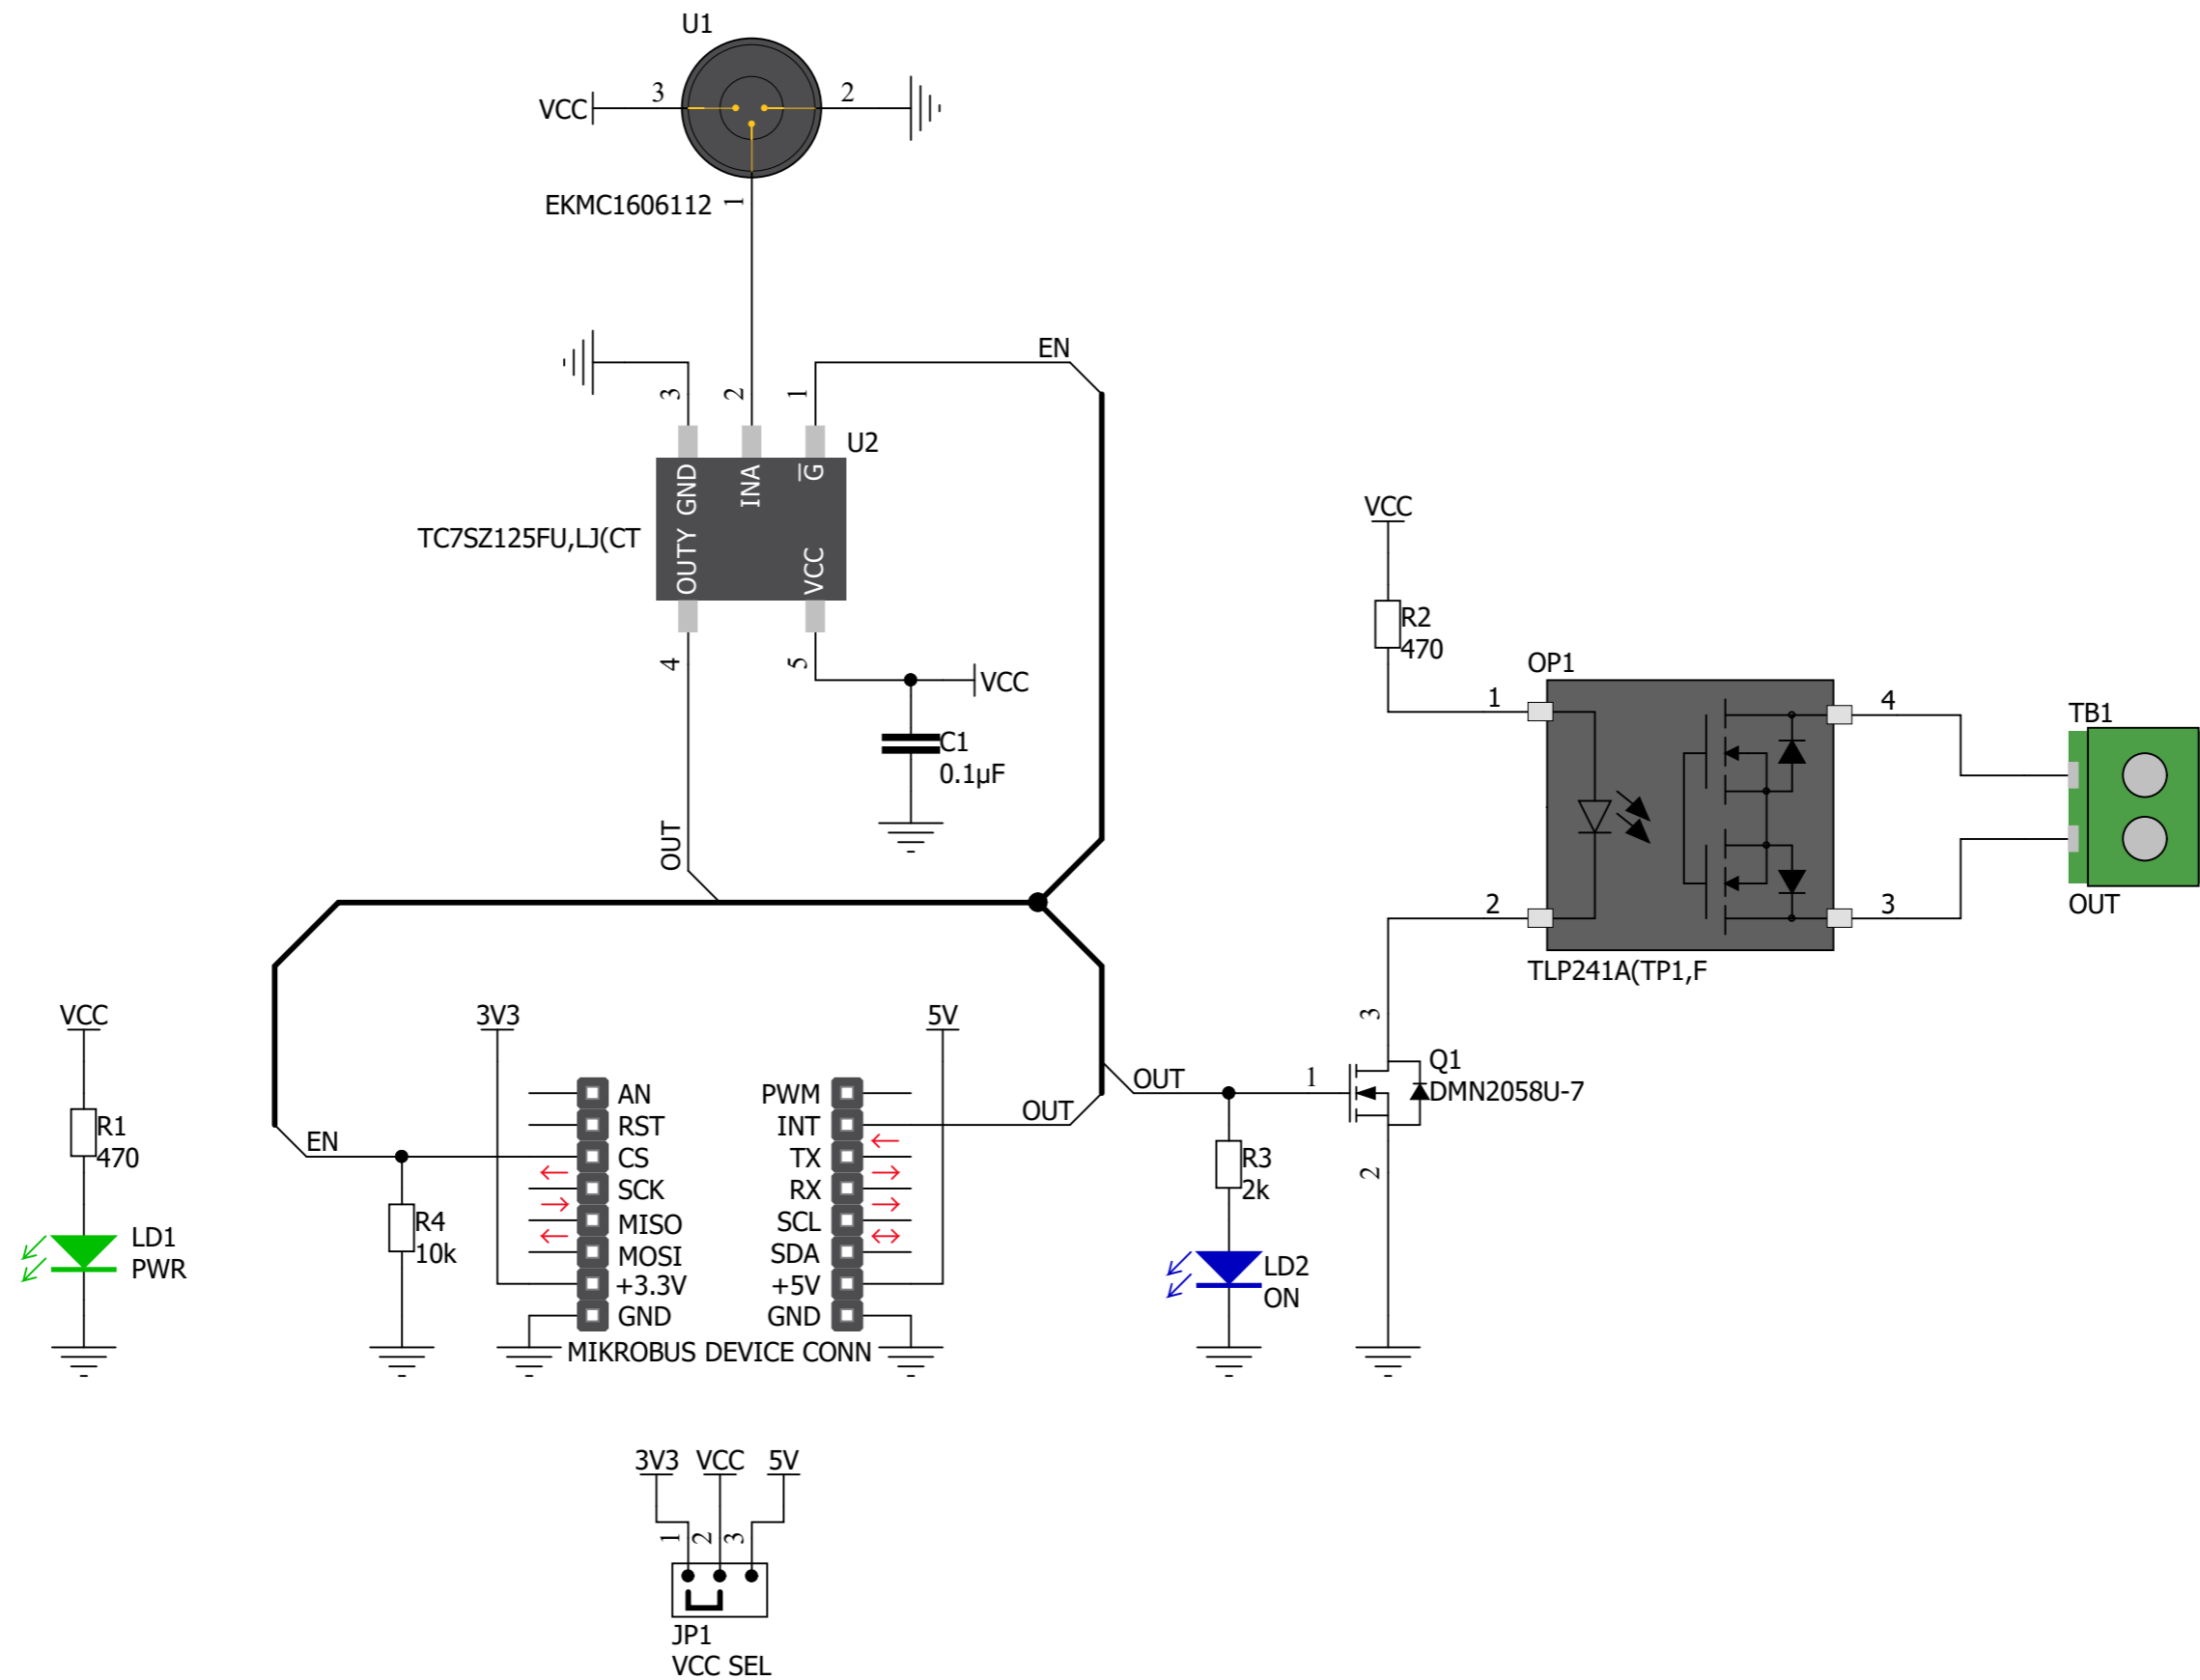 U1
VCC
3
2
EKMC1606112
1
EN
3
2
1
U2
GND
INA
G
OUTY
VCC
TC7SZ125FU,LJ(CT
4
5
VCC
C1
0.1µF
OUT
VCC
R2
470
OP1
1
2
4
3
TLP241A(TP1,F
TB1
OUT
VCC
R1
470
LD1
PWR
EN
R4
10k
3V3
5V
AN
RST
CS
SCK
MISO
MOSI
+3.3V
GND
PWM
INT
TX
RX
SCL
SDA
+5V
GND
MIKROBUS DEVICE CONN
OUT
OUT
1
3
Q1
DMN2058U-7
2
R3
2k
LD2
ON
3V3
VCC
5V
1
2
3
JP1
VCC SEL